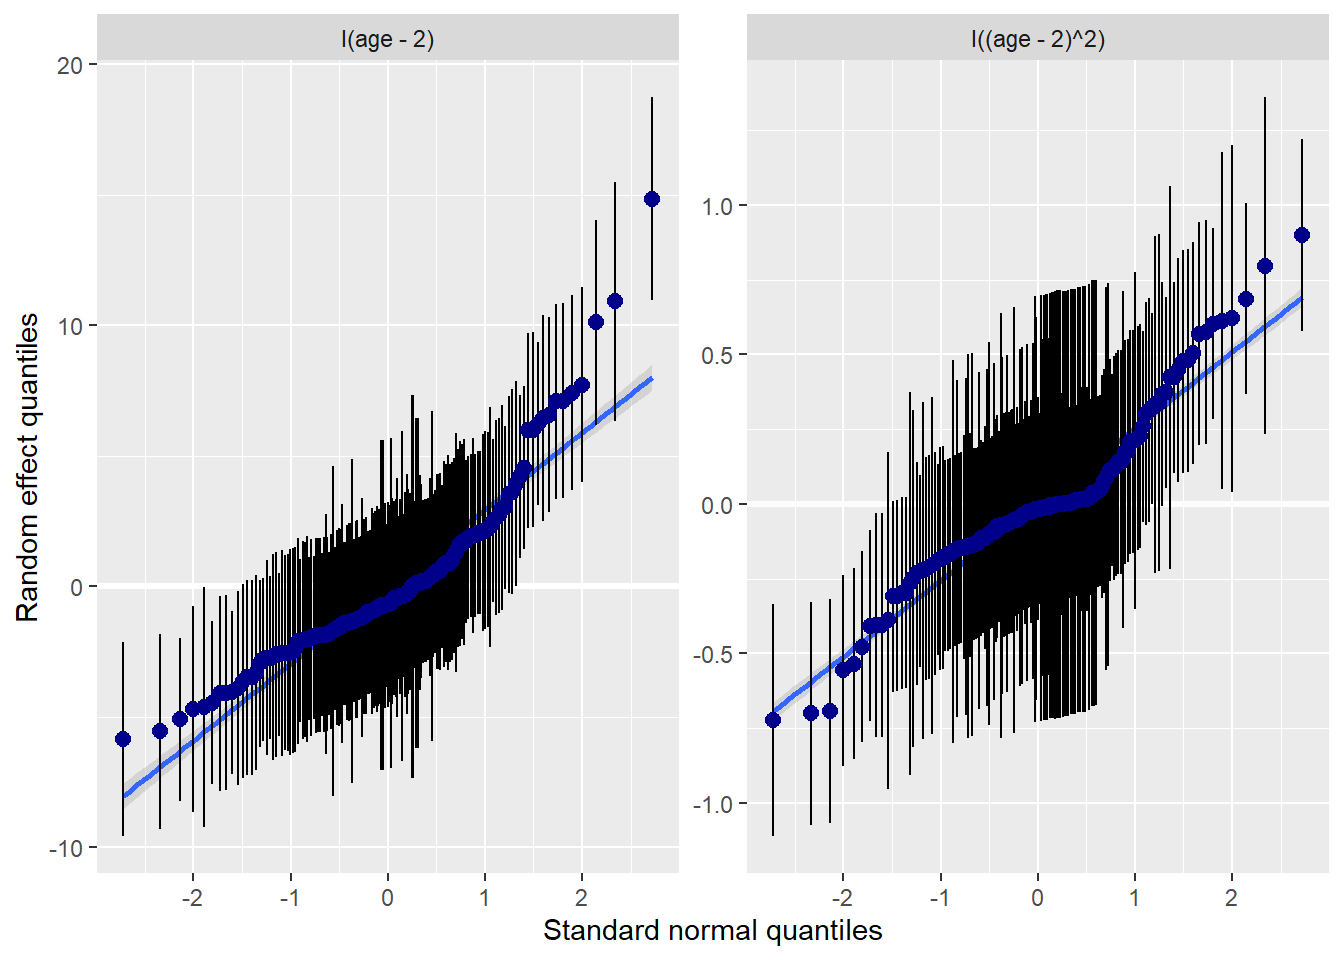 I(age - 2)
I((age - 2)^2)
20
10
0
-10
1.0
0.5
0.0
-0.5
-1.0
-2 -1 0 1 2
-2 -1 0 1 2
Random effect quantiles
Standard normal quantiles